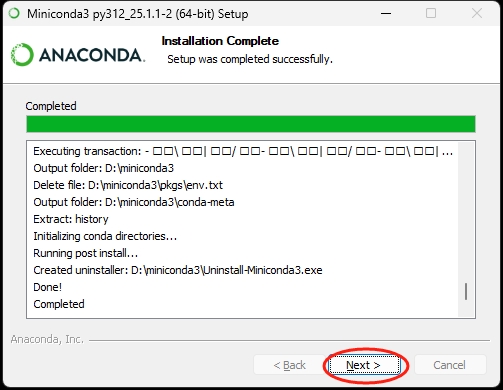 Miniconda3 py312_25.1.1-2 (64-bit) Setup
ANACONDA.
Installation Complete
Setup was completed successfully.
Completed
Executing transaction: - □□\ □□| □□/ □□- □□\ □□| □□/ □□- □□\ □□| ...
Output folder: D:\miniconda3
Delete file: D:\miniconda3\pkgs\env.txt
Output folder: D:\miniconda3\conda-meta
Extract: history
Initializing conda directories...
Running post install...
Created uninstaller: D:\miniconda3\Uninstall-Miniconda3.exe
Done!
Completed
Anaconda, Inc.
< Back
Next >
Cancel